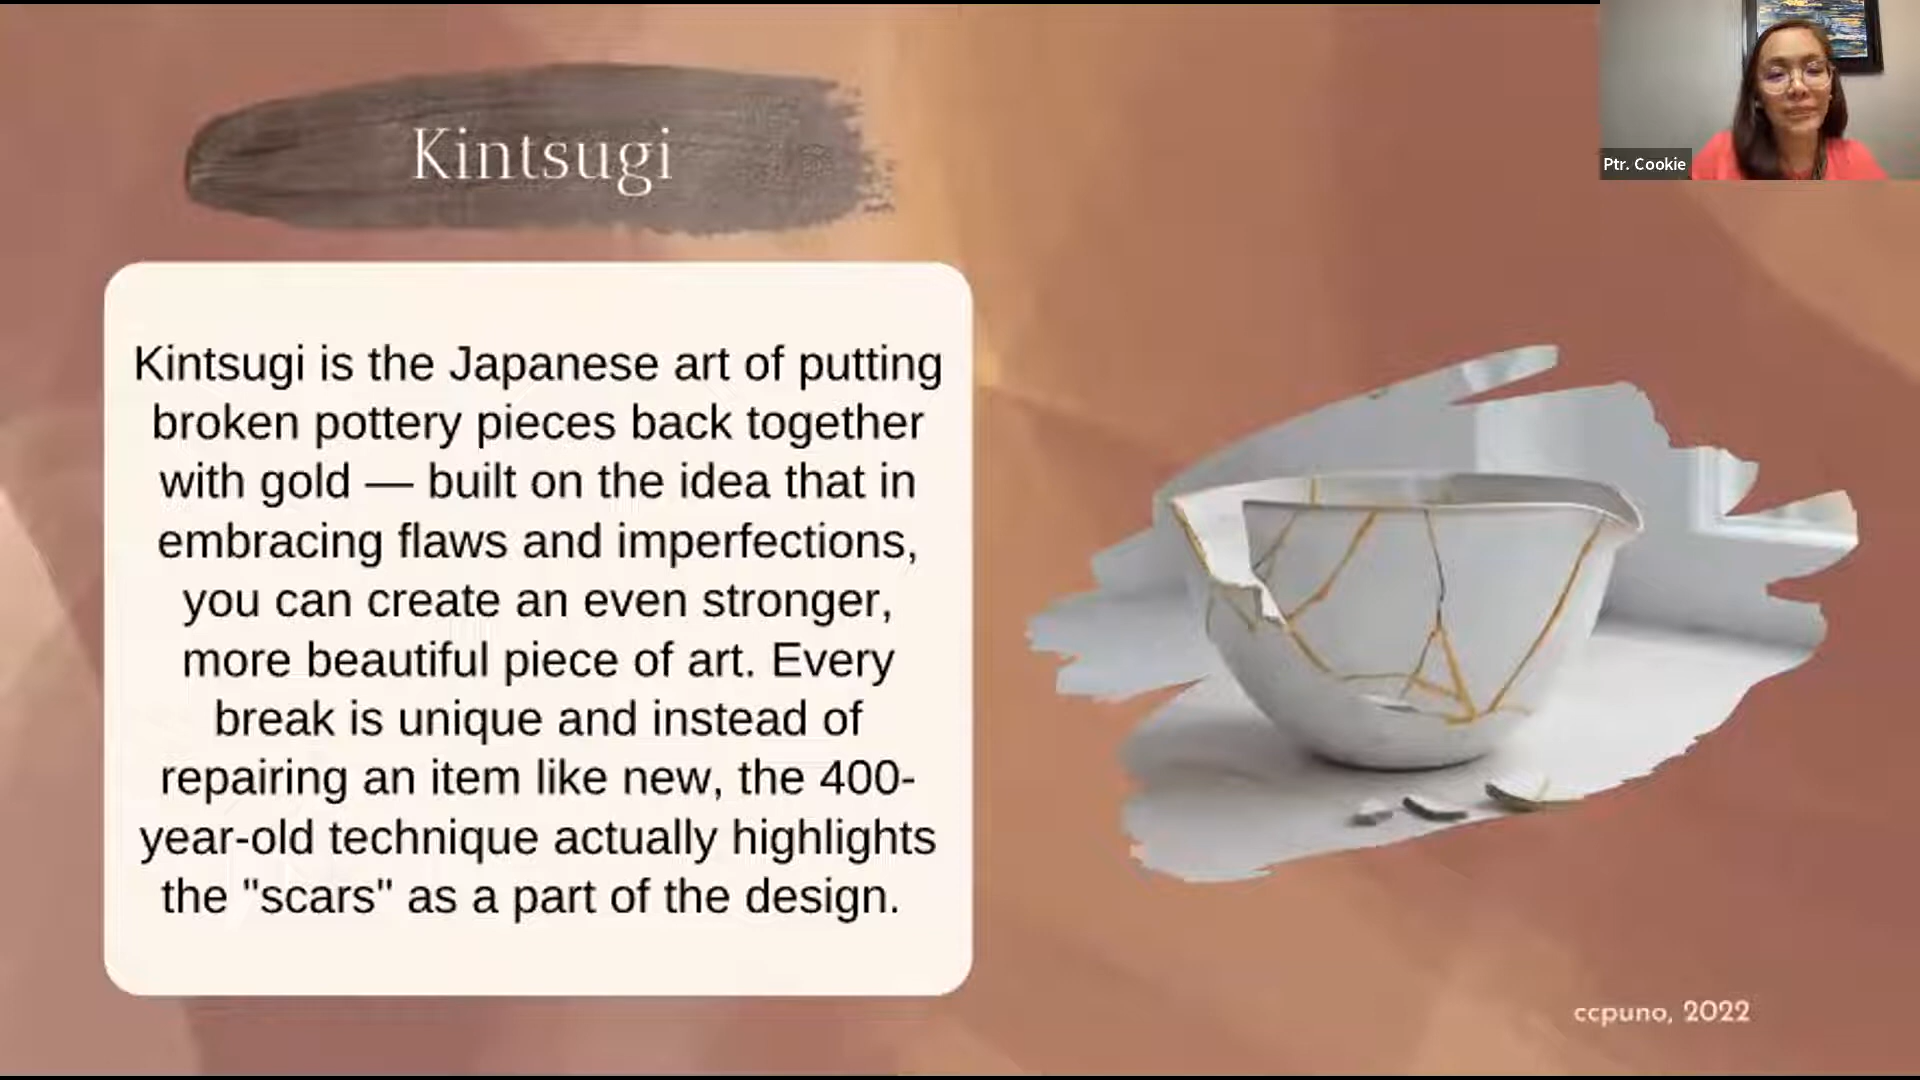 Kintsugi
Ptr. Cookie
Kintsugi is the Japanese art of putting
broken pottery pieces back together
with gold — built on the idea that in
embracing flaws and imperfections,
you can create an even stronger,
more beautiful piece of art. Every
break is unique and instead of
repairing an item like new, the 400-
year-old technique actually highlights
the "scars" as a part of the design.
ccpuno, 2022